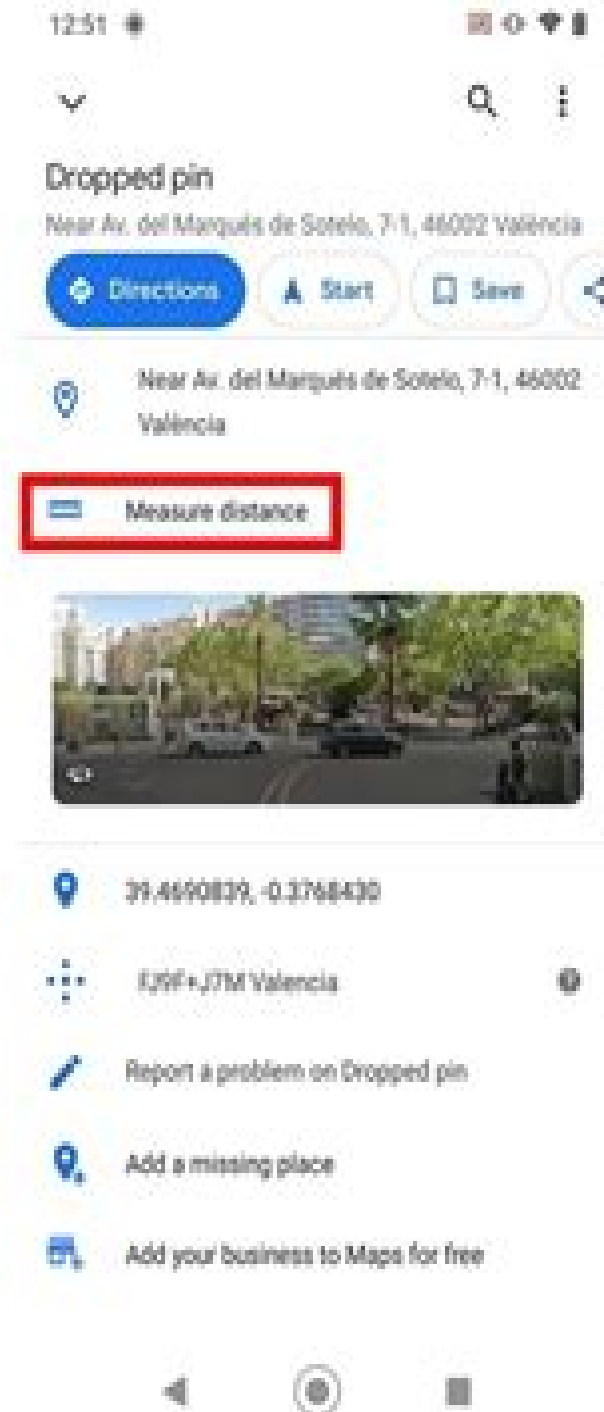 12:51
Dropped pin
Near Av. del Marqués de Sotelo, 7-1, 46002 València
Directions
Start
Save
Near Av. del Marqués de Sotelo, 7-1, 46002
València
Measure distance
39.4690839, -0.3768430
FJ9F+J7M Valencia
Report a problem on Dropped pin
Add a missing place
Add your business to Maps for free